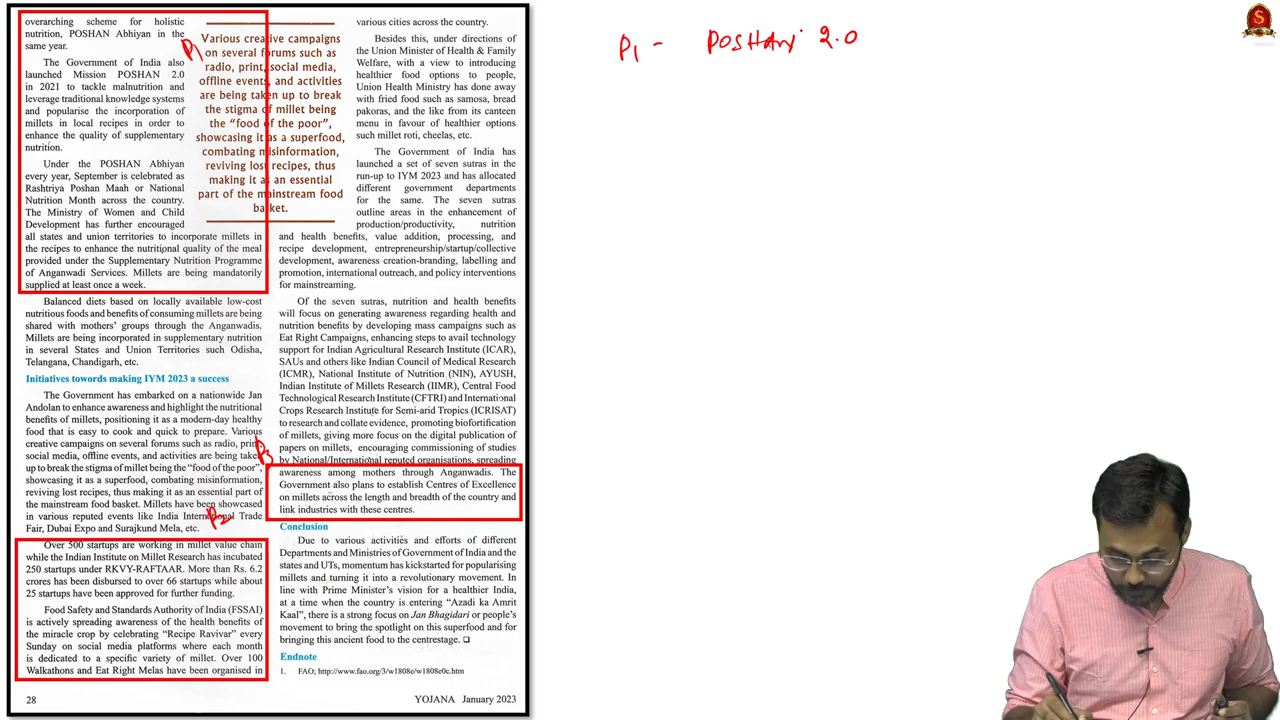 overarching scheme for holistic
nutrition, POSHAN Abhiyan in the
same year.
The Government of India also
launched Mission POSHAN 2.0
in 2021 to tackle malnutrition and
leverage traditional knowledge systems
and popularise the incorporation of
millets in local recipes in order to
enhance the quality of supplementary
nutrition.
Under the POSHAN Abhiyan
every year, September is celebrated as
Rashtriya Poshan Maah or National
Nutrition Month across the country.
The Ministry of Women and Child
Development has further encouraged
all states and union territories to incorporate millets in
the recipes to enhance the nutritional quality of the meal
provided under the Supplementary Nutrition Programme
of Anganwadi Services. Millets are being mandatorily
supplied at least once a week.
Balanced diets based on locally available low-cost
nutritious foods and benefits of consuming millets are being
shared with mothers' groups through the Anganwadis.
Millets are being incorporated in supplementary nutrition
in several States and Union Territories such Odisha,
Telangana, Chandigarh, etc.
Initiatives towards making IYM 2023 a success
The Government has embarked on a nationwide Jan
Andolan to enhance awareness and highlight the nutritional
benefits of millets, positioning it as a modern-day healthy
food that is easy to cook and quick to prepare. Various
creative campaigns on several forums such as radio, print,
social media, offline events, and activities are being taken
up to break the stigma of millet being the "food of the poor",
showcasing it as a superfood, combating misinformation,
reviving lost recipes, thus making it as an essential part of
the mainstream food basket. Millets have been showcased
in various reputed events like India International Trade
Fair, Dubai Expo and Surajkund Mela, etc.
Over 500 startups are working in millet value chain
while the Indian Institute on Millet Research has incubated
250 startups under RKVY-RAFTAAR. More than Rs. 6.2
crores has been disbursed to over 66 startups while about
25 startups have been approved for further funding.
Food Safety and Standards Authority of India (FSSAI)
is actively spreading awareness of the health benefits of
the miracle crop by celebrating "Recipe Ravivar" every
Sunday on social media platforms where each month
is dedicated to a specific variety of millet. Over 100
Walkathons and Eat Right Melas have been organised in
P1
P2
P3
Various creative campaigns
on several forums such as
radio, print, social media,
offline events, and activities
are being taken up to break
the stigma of millet being
the "food of the poor",
showcasing it as a superfood,
combating misinformation,
reviving lost recipes, thus
making it as an essential
part of the mainstream food
basket.
various cities across the country.
Besides this, under directions of
the Union Minister of Health & Family
Welfare, with a view to introducing
healthier food options to people,
Union Health Ministry has done away
with fried food such as samosa, bread
pakoras, and the like from its canteen
menu in favour of healthier options
such millet roti, cheelas, etc.
The Government of India has
launched a set of seven sutras in the
run-up to IYM 2023 and has allocated
different government departments
for the same. The seven sutras
outline areas in the enhancement of
production/productivity, nutrition
and health benefits, value addition, processing, and
recipe development, entrepreneurship/startup/collective
development, awareness creation-branding, labelling and
promotion, international outreach, and policy interventions
for mainstreaming.
Of the seven sutras, nutrition and health benefits
will focus on generating awareness regarding health and
nutrition benefits by developing mass campaigns such as
Eat Right Campaigns, enhancing steps to avail technology
support for Indian Agricultural Research Institute (ICAR),
SAUs and others like Indian Council of Medical Research
(ICMR), National Institute of Nutrition (NIN), AYUSH,
Indian Institute of Millets Research (IIMR), Central Food
Technological Research Institute (CFTRI) and International
Crops Research Institute for Semi-arid Tropics (ICRISAT)
to research and collate evidence, promoting biofortification
of millets, giving more focus on the digital publication of
papers on millets, encouraging commissioning of studies
by National/International reputed organisations, spreading
awareness among mothers through Anganwadis. The
Government also plans to establish Centres of Excellence
on millets across the length and breadth of the country and
link industries with these centres.
Conclusion
Due to various activities and efforts of different
Departments and Ministries of Government of India and the
states and UTs, momentum has kickstarted for popularising
millets and turning it into a revolutionary movement. In
line with Prime Minister's vision for a healthier India,
at a time when the country is entering "Azadi ka Amrit
Kaal", there is a strong focus on Jan Bhagidari or people's
movement to bring the spotlight on this superfood and for
bringing this ancient food to the centrestage.
Endnote
1. FAO; http://www.fao.org/3/w1808e/w1808e0c.htm
28
YOJANA January 2023
P1 - POSHAN 2.0